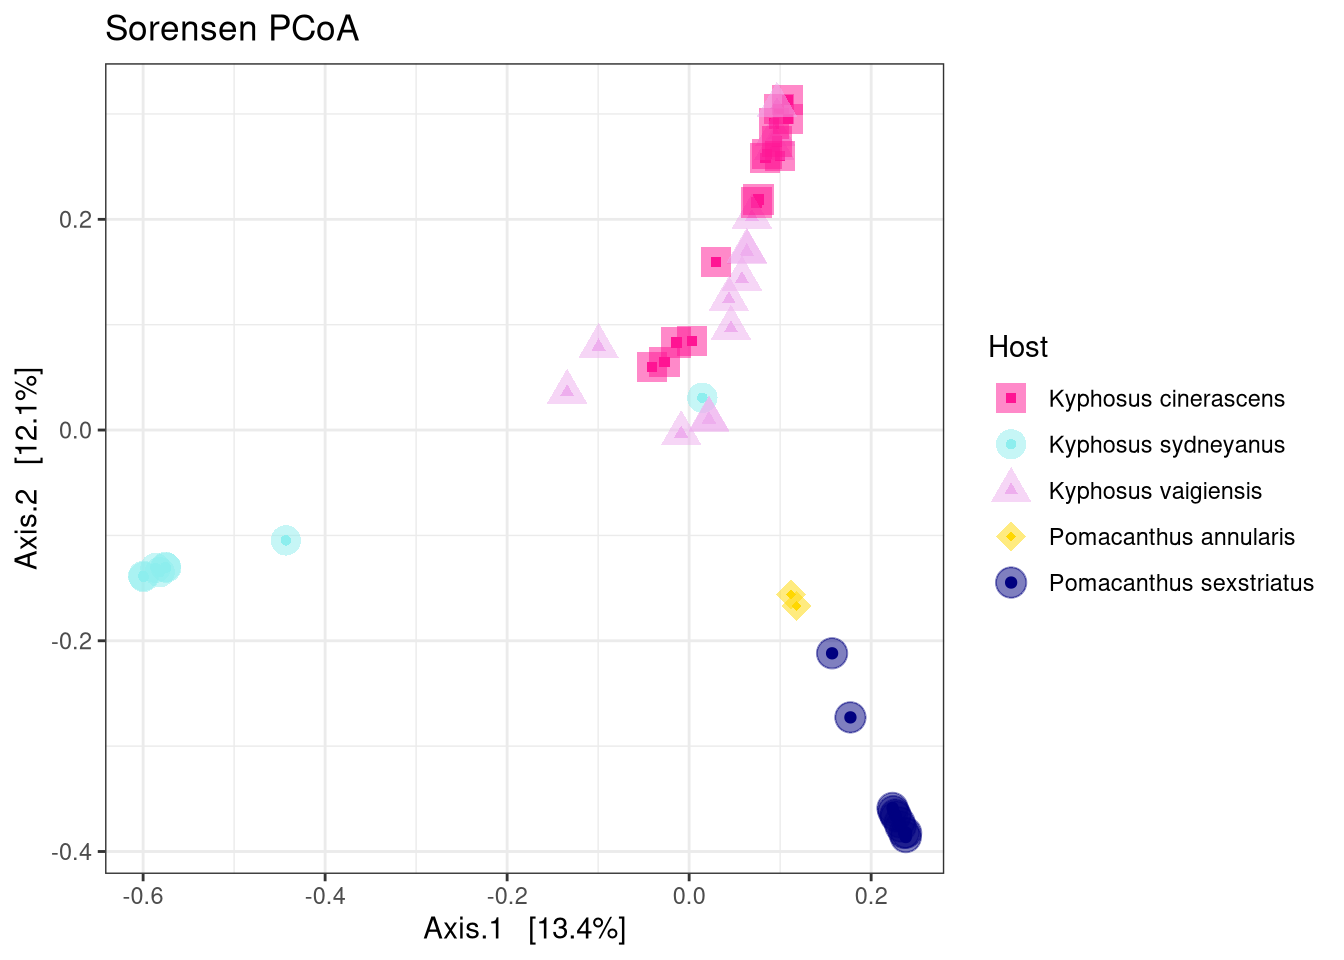 Sorensen PCoA
0.2
0.0
-0.2
-0.4
Axis.2 [12.1%]
-0.6
-0.4
-0.2
0.0
0.2
Axis.1 [13.4%]
Host
Kyphosus cinerascens
Kyphosus sydneyanus
Kyphosus vaigiensis
Pomacanthus annularis
Pomacanthus sexstriatus